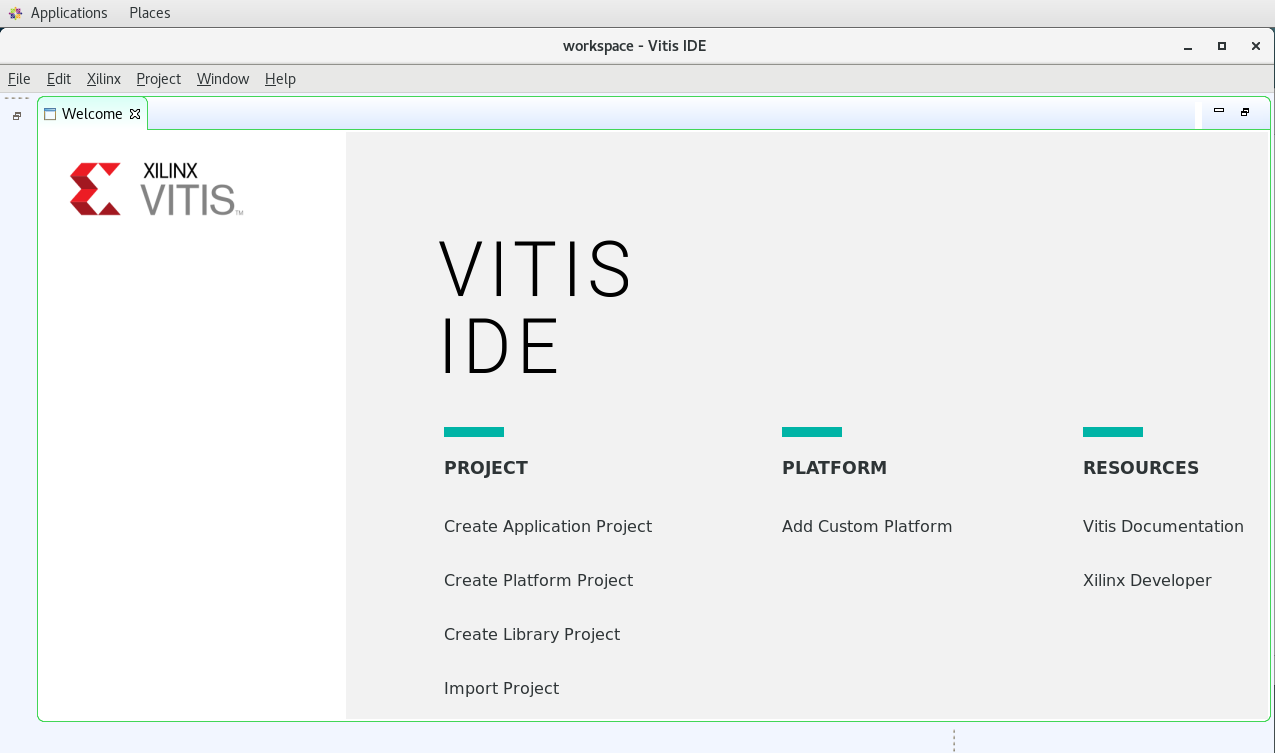 Applications Places
workspace - Vitis IDE
File Edit Xilinx Project Window Help
Welcome
XILINX
VITIS™
VITIS
IDE
PROJECT
Create Application Project
Create Platform Project
Create Library Project
Import Project
PLATFORM
Add Custom Platform
RESOURCES
Vitis Documentation
Xilinx Developer